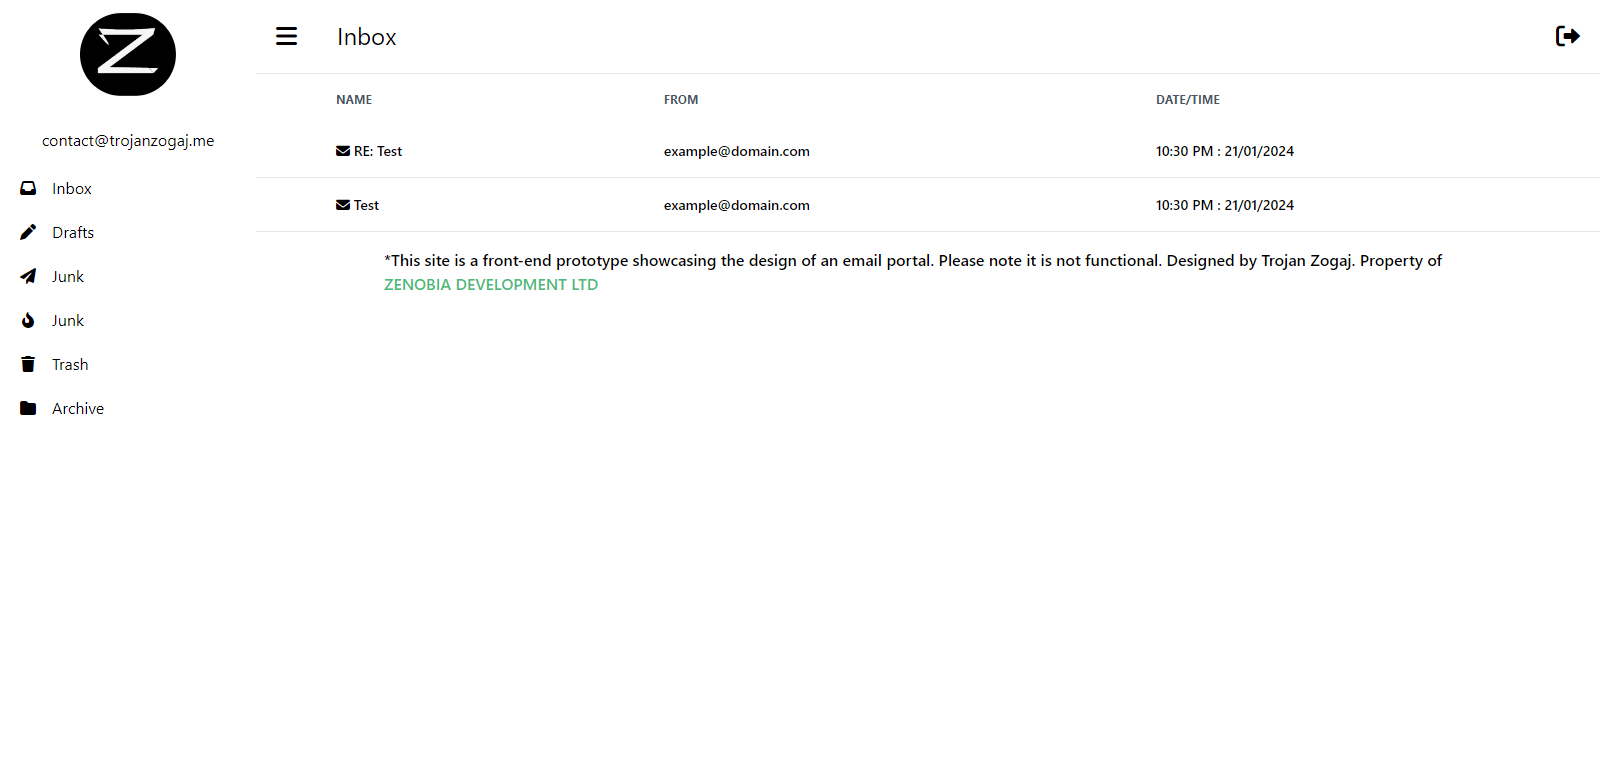 Z
contact@trojanzogaj.me
Inbox
Drafts
Junk
Junk
Trash
Archive
Inbox
NAME FROM DATE/TIME
RE: Test example@domain.com 10:30 PM : 21/01/2024
Test example@domain.com 10:30 PM : 21/01/2024
*This site is a front-end prototype showcasing the design of an email portal. Please note it is not functional. Designed by Trojan Zogaj. Property of
ZENOBIA DEVELOPMENT LTD